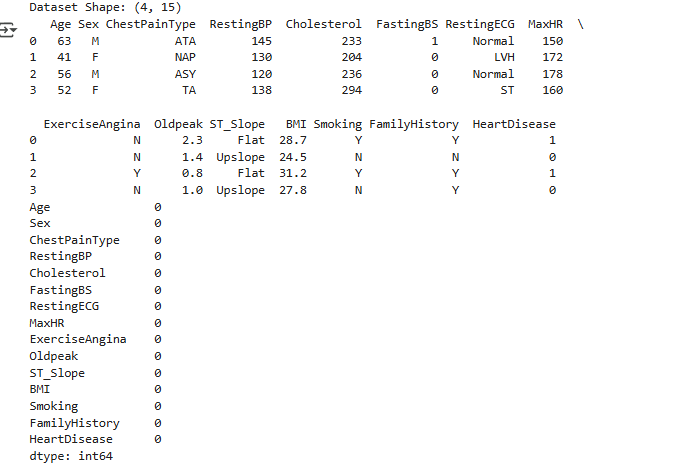 Dataset Shape: (4, 15)
   Age Sex ChestPainType  RestingBP  Cholesterol  FastingBS RestingECG  MaxHR  \
0   63   M           ATA        145          233          1     Normal    150
1   41   F           NAP        130          204          0        LVH    172
2   56   M           ASY        120          236          0     Normal    178
3   52   F            TA        138          294          0         ST    160
  ExerciseAngina  Oldpeak ST_Slope   BMI Smoking FamilyHistory  HeartDisease
0              N      2.3     Flat  28.7       Y             Y             1
1              N      1.4  Upslope  24.5       N             N             0
2              Y      0.8     Flat  31.2       Y             Y             1
3              N      1.0  Upslope  27.8       N             Y             0
Age               0
Sex               0
ChestPainType     0
RestingBP         0
Cholesterol       0
FastingBS         0
RestingECG        0
MaxHR             0
ExerciseAngina    0
Oldpeak           0
ST_Slope          0
BMI               0
Smoking           0
FamilyHistory     0
HeartDisease      0
dtype: int64